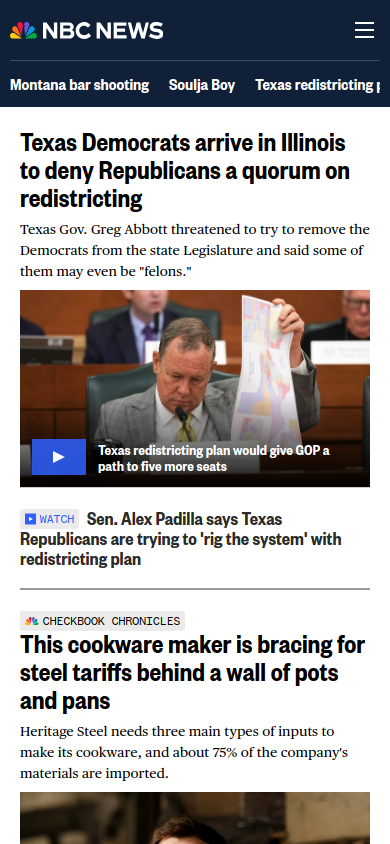 NBC NEWS
Montana bar shooting Soulja Boy Texas redistricting
Texas Democrats arrive in Illinois
to deny Republicans a quorum on
redistricting
Texas Gov. Greg Abbott threatened to try to remove the
Democrats from the state Legislature and said some of
them may even be "felons."
Texas redistricting plan would give GOP a
path to five more seats
WATCH Sen. Alex Padilla says Texas
Republicans are trying to 'rig the system' with
redistricting plan
CHECKBOOK CHRONICLES
This cookware maker is bracing for
steel tariffs behind a wall of pots
and pans
Heritage Steel needs three main types of inputs to
make its cookware, and about 75% of the company's
materials are imported.